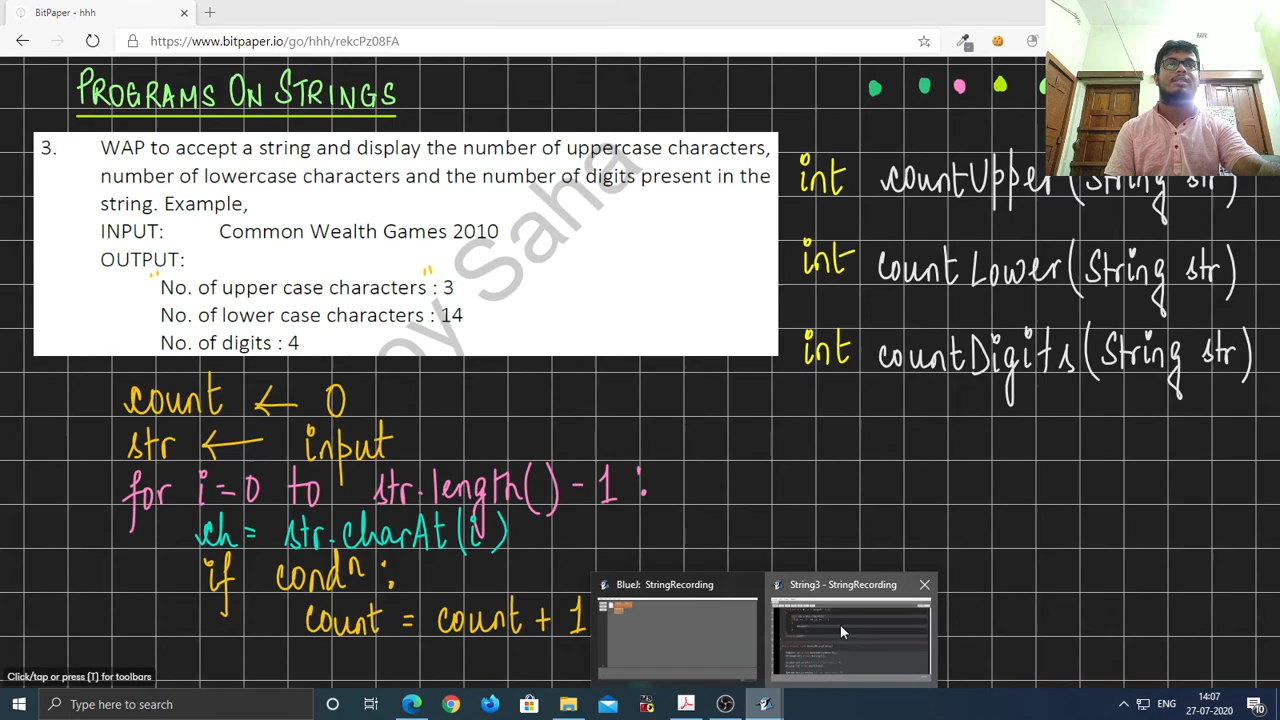 BitPaper - hhh
https://www.bitpaper.io/go/hhh/rekcPz08FA
PROGRAMS ON STRINGS
3. WAP to accept a string and display the number of uppercase characters,
number of lowercase characters and the number of digits present in the
string. Example,
INPUT: Common Wealth Games 2010
OUTPUT:
"No. of upper case characters" : 3
No. of lower case characters : 14
No. of digits : 4
oy Saha
int countUpper(String str)
int countLower(String str)
int countDigits(String str)
count ← 0
str ← input
for i=0 to str.length() - 1 :
ch = str.charAt(i)
if condn :
count = count + 1
BlueJ: StringRecording
String3 - StringRecording
Click/tap or press [1] for toolbars
Type here to search
ENG
14:07
27-07-2020
10